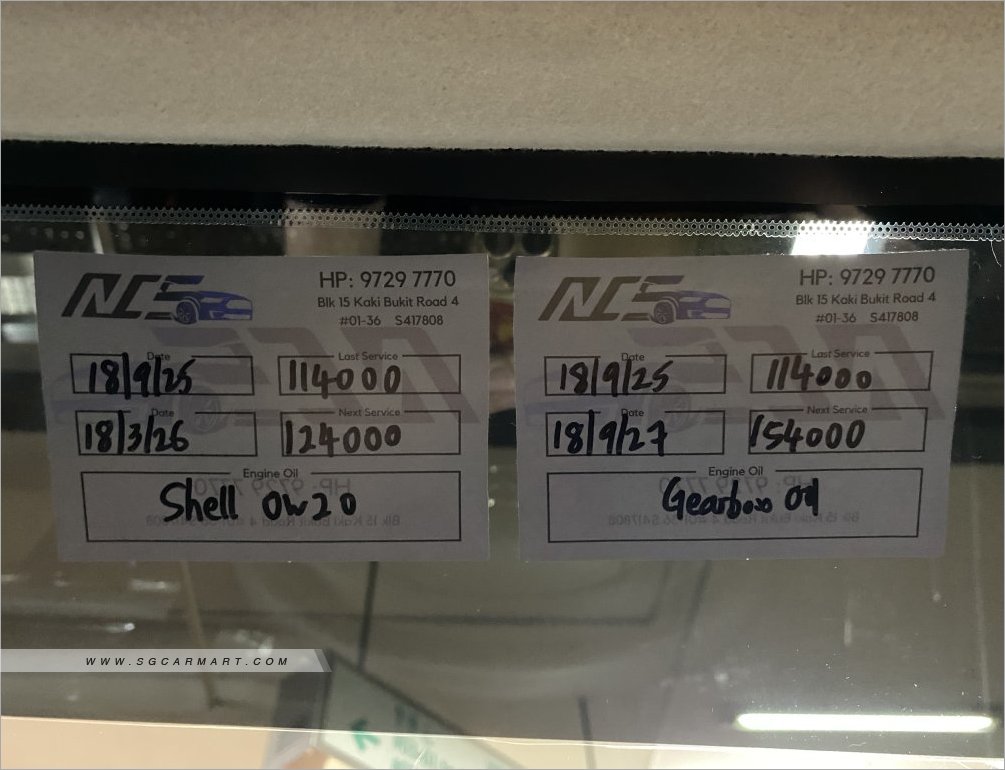 NCS
HP: 9729 7770
Blk 15 Kaki Bukit Road 4
#01-36 S417808
Date
18/9/25
Last Service
114000
Date
18/3/26
Next Service
124000
Engine Oil
Shell 0w20
NCS
HP: 9729 7770
Blk 15 Kaki Bukit Road 4
#01-36 S417808
Date
18/9/25
Last Service
114000
Date
18/9/27
Next Service
154000
Engine Oil
Gearbox Oil
WWW.SGCARMART.COM